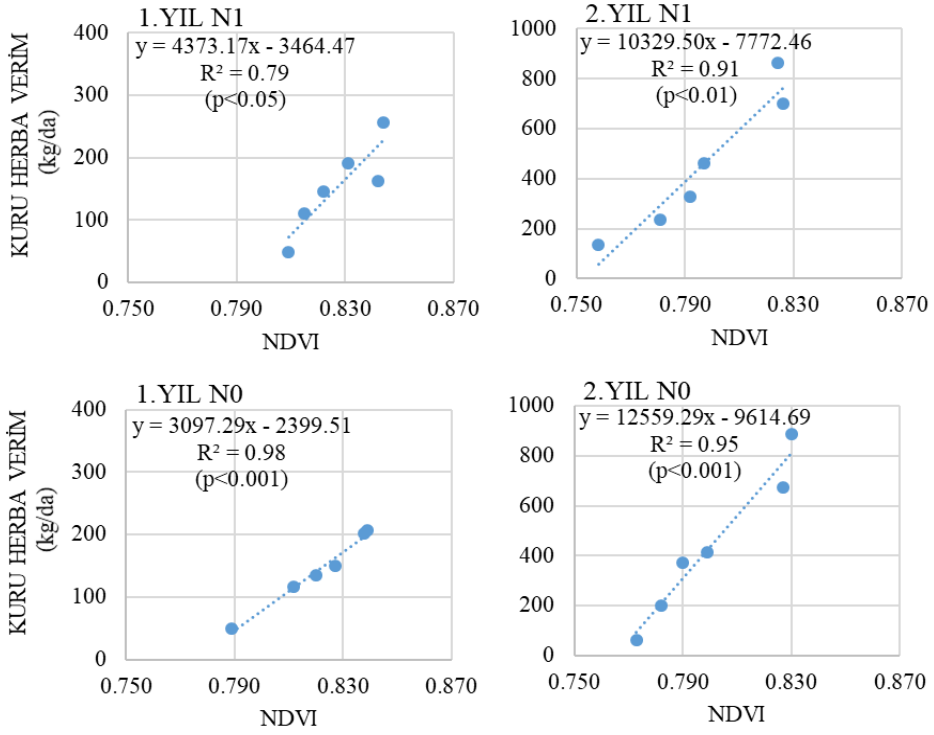 1.YIL N1
y = 4373.17x - 3464.47
R² = 0.79
(p<0.05)
KURU HERBA VERİM
(kg/da)
400
300
200
100
0
0.750 0.790 0.830 0.870
NDVI
2.YIL N1
y = 10329.50x - 7772.46
R² = 0.91
(p<0.01)
1000
800
600
400
200
0
0.750 0.790 0.830 0.870
NDVI
1.YIL N0
y = 3097.29x - 2399.51
R² = 0.98
(p<0.001)
KURU HERBA VERİM
(kg/da)
400
300
200
100
0
0.750 0.790 0.830 0.870
NDVI
2.YIL N0
y = 12559.29x - 9614.69
R² = 0.95
(p<0.001)
1000
800
600
400
200
0
0.750 0.790 0.830 0.870
NDVI